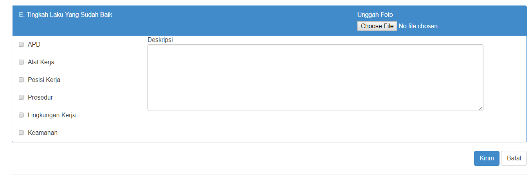 E. Tingkah Laku Yang Sudah Baik
Unggah Foto
Choose File No file chosen
APD
Deskripsi
Alat Kerja
Posisi Kerja
Prosedur
Lingkungan Kerja
Keamanan
Kirim Batal